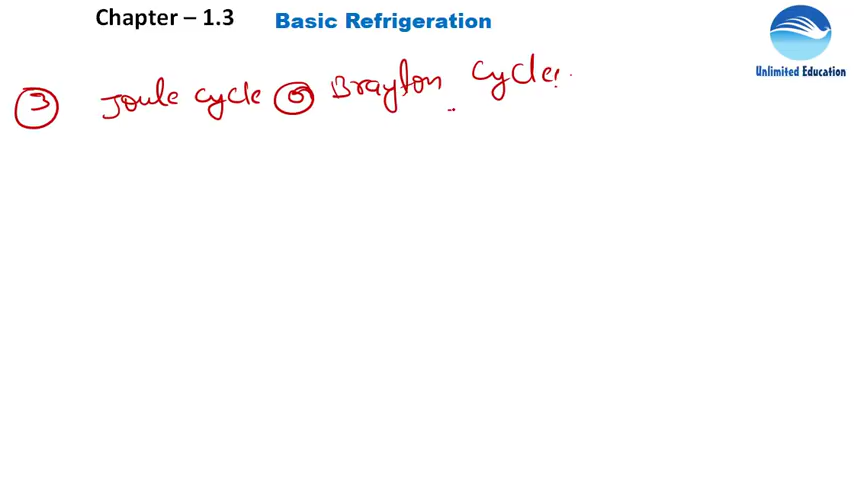 Chapter – 1.3 Basic Refrigeration
Unlimited Education
3 Joule cycle Brayton cycle: